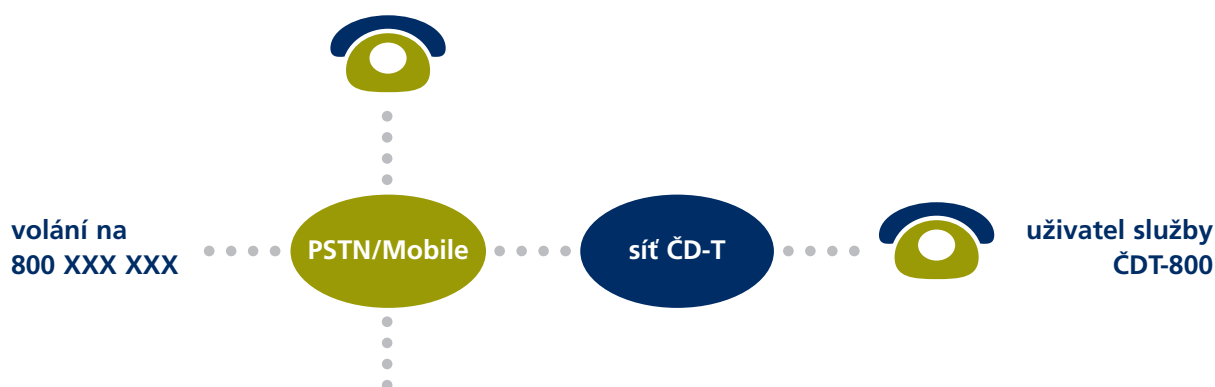 volání na
800 XXX XXX
PSTN/Mobile
síť ČD-T
uživatel služby
ČDT-800